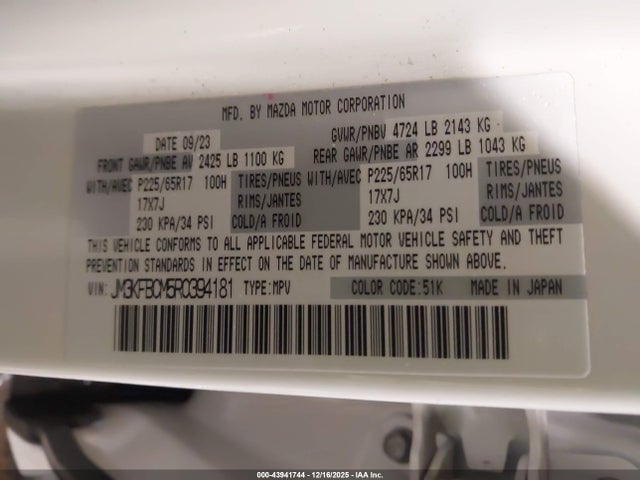 MFD. BY MAZDA MOTOR CORPORATION
DATE 09/23 GVWR/PNBV 4724 LB 2143 KG
FRONT GAWR/PNBE AV 2425 LB 1100 KG REAR GAWR/PNBE AR 2299 LB 1043 KG
WITH/AVEC P225/65R17 100H TIRES/PNEUS WITH/AVEC P225/65R17 100H TIRES/PNEUS
17X7J RIMS/JANTES 17X7J RIMS/JANTES
230 KPA/34 PSI COLD/A FROID 230 KPA/34 PSI COLD/A FROID
THIS VEHICLE CONFORMS TO ALL APPLICABLE FEDERAL MOTOR VEHICLE SAFETY AND THEFT
PREVENTION STANDARDS IN EFFECT ON THE DATE OF MANUFACTURE SHOWN ABOVE.
VIN: JM3KFBCM5R0394181 TYPE:MPV COLOR CODE:51K MADE IN JAPAN
000-43941744 - 12/16/2025 - IAA Inc.